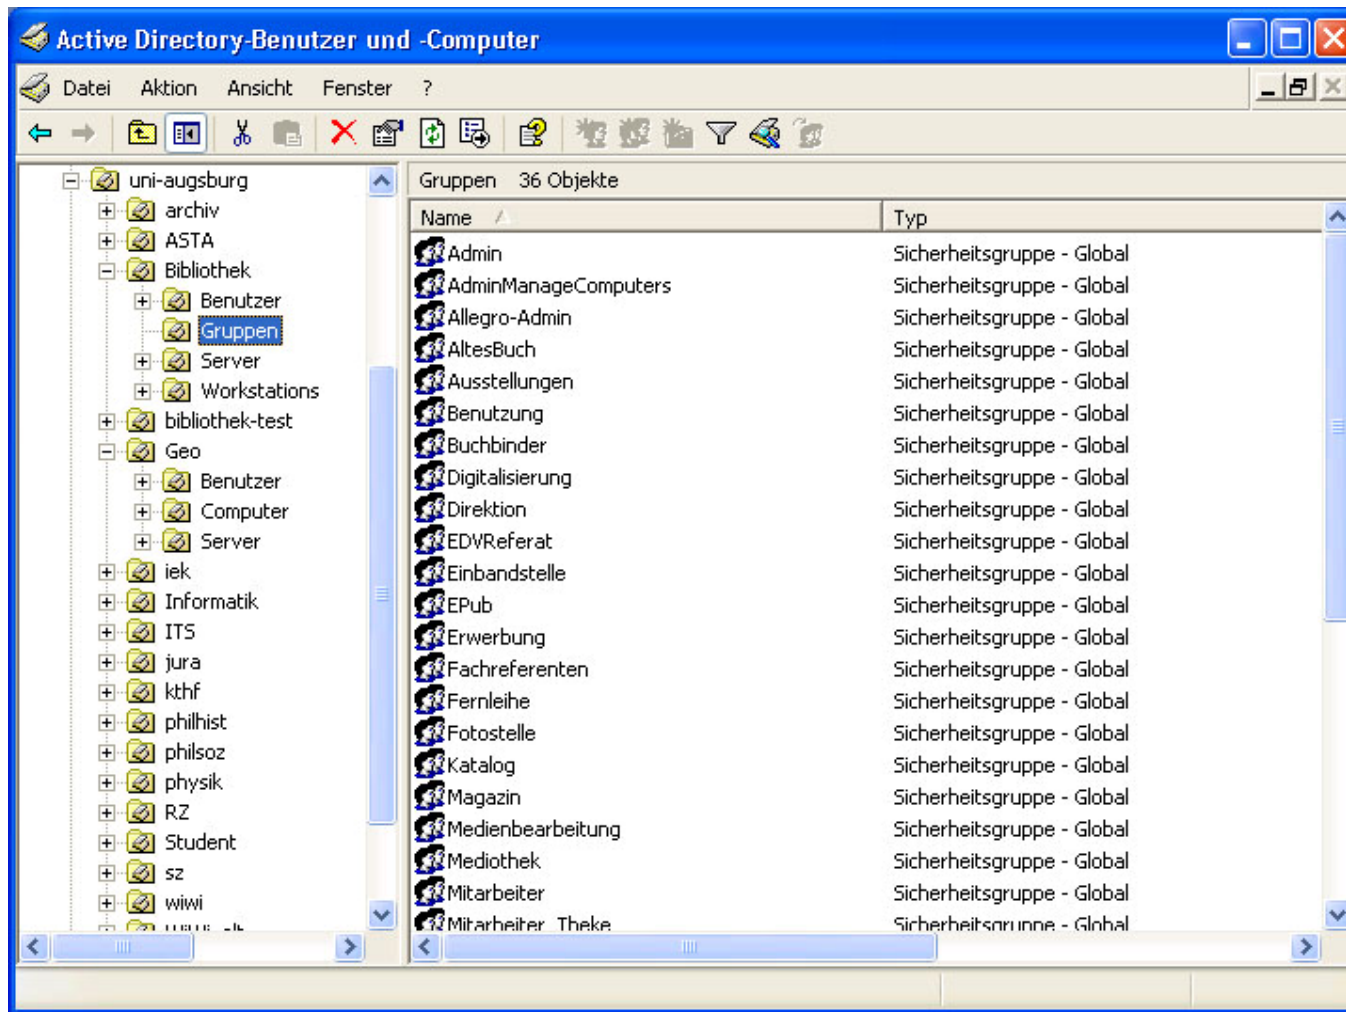 Active Directory-Benutzer und -Computer
Datei Aktion Ansicht Fenster ?
uni-augsburg
archiv
ASTA
Bibliothek
Benutzer
Gruppen
Server
Workstations
bibliothek-test
Geo
Benutzer
Computer
Server
iek
Informatik
ITS
jura
kthf
philhist
philsoz
physik
RZ
Student
sz
wiwi
Gruppen 36 Objekte
Name Typ
Admin Sicherheitsgruppe - Global
AdminManageComputers Sicherheitsgruppe - Global
Allegro-Admin Sicherheitsgruppe - Global
AltesBuch Sicherheitsgruppe - Global
Ausstellungen Sicherheitsgruppe - Global
Benutzung Sicherheitsgruppe - Global
Buchbinder Sicherheitsgruppe - Global
Digitalisierung Sicherheitsgruppe - Global
Direktion Sicherheitsgruppe - Global
EDVReferat Sicherheitsgruppe - Global
Einbandstelle Sicherheitsgruppe - Global
EPub Sicherheitsgruppe - Global
Erwerbung Sicherheitsgruppe - Global
Fachreferenten Sicherheitsgruppe - Global
Fernleihe Sicherheitsgruppe - Global
Fotostelle Sicherheitsgruppe - Global
Katalog Sicherheitsgruppe - Global
Magazin Sicherheitsgruppe - Global
Medienbearbeitung Sicherheitsgruppe - Global
Mediothek Sicherheitsgruppe - Global
Mitarbeiter Sicherheitsgruppe - Global
Mitarbeiter_Theke Sicherheitsgruppe - Global